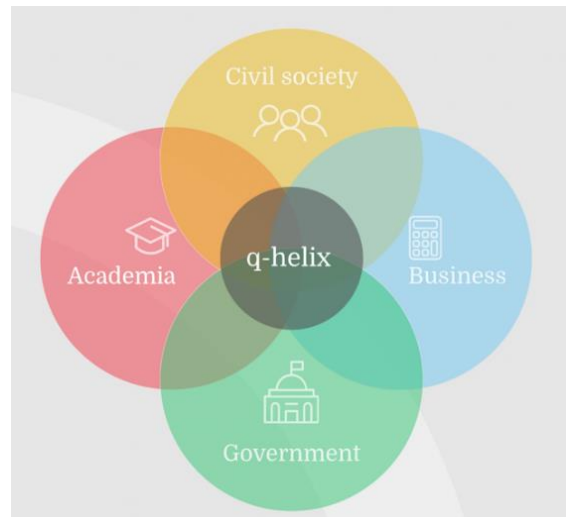 Civil society
q-helix
Academia
Business
Government